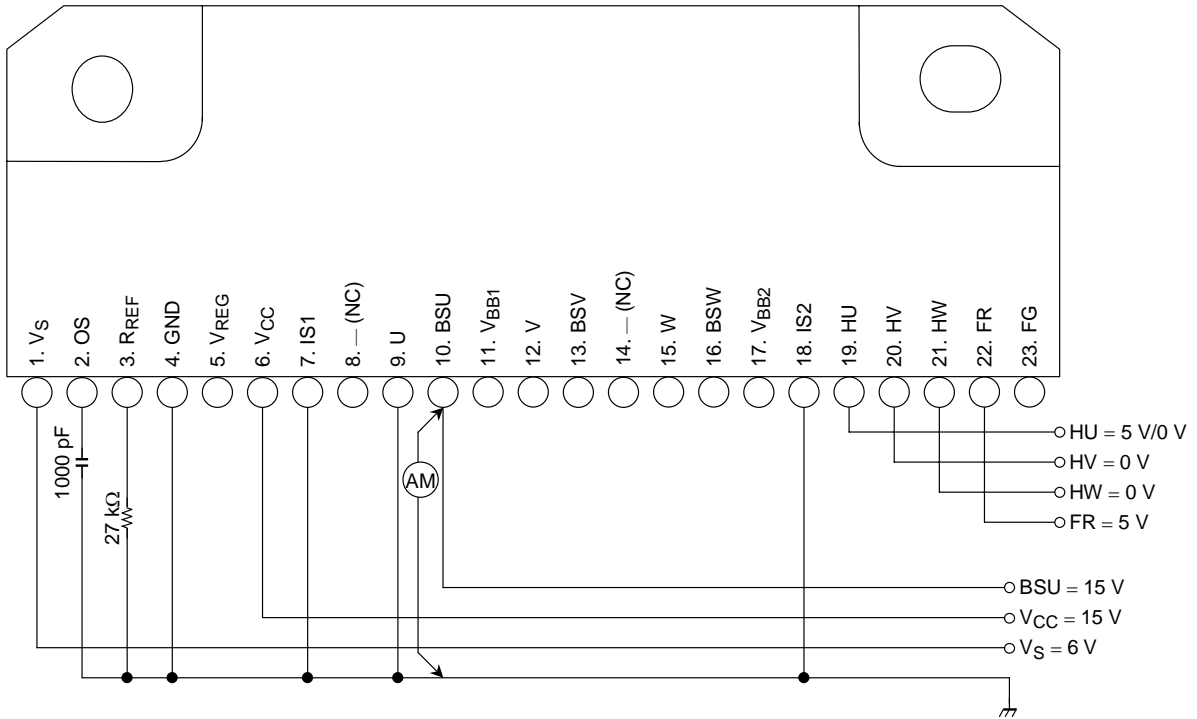 1. VS
2. OS
3. RREF
4. GND
5. VREG
6. VCC
7. IS1
8. — (NC)
9. U
10. BSU
11. VBB1
12. V
13. BSV
14. — (NC)
15. W
16. BSW
17. VBB2
18. IS2
19. HU
20. HV
21. HW
22. FR
23. FG
1000 pF
27 kΩ
AM
HU = 5 V/0 V
HV = 0 V
HW = 0 V
FR = 5 V
BSU = 15 V
VCC = 15 V
VS = 6 V